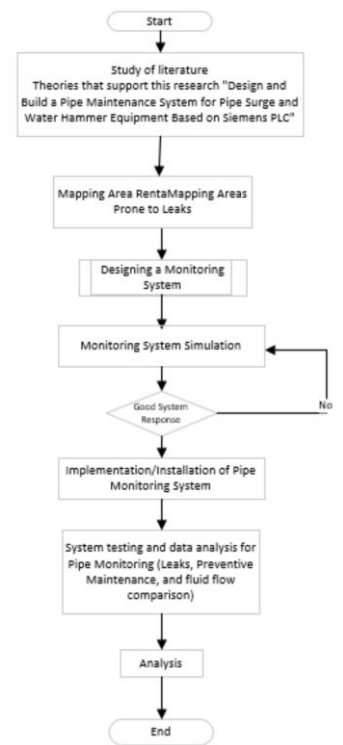 Start
Study of literature
Theories that support this research "Design and
Build a Pipe Maintenance System for Pipe Surge and
Water Hammer Equipment Based on Siemens PLC"
Mapping Area RentaMapping Areas
Prone to Leaks
Designing a Monitoring
System
Monitoring System Simulation
Good System
Response
No
Implementation/Installation of Pipe
Monitoring System
System testing and data analysis for
Pipe Monitoring (Leaks, Preventive
Maintenance, and fluid flow
comparison)
Analysis
End